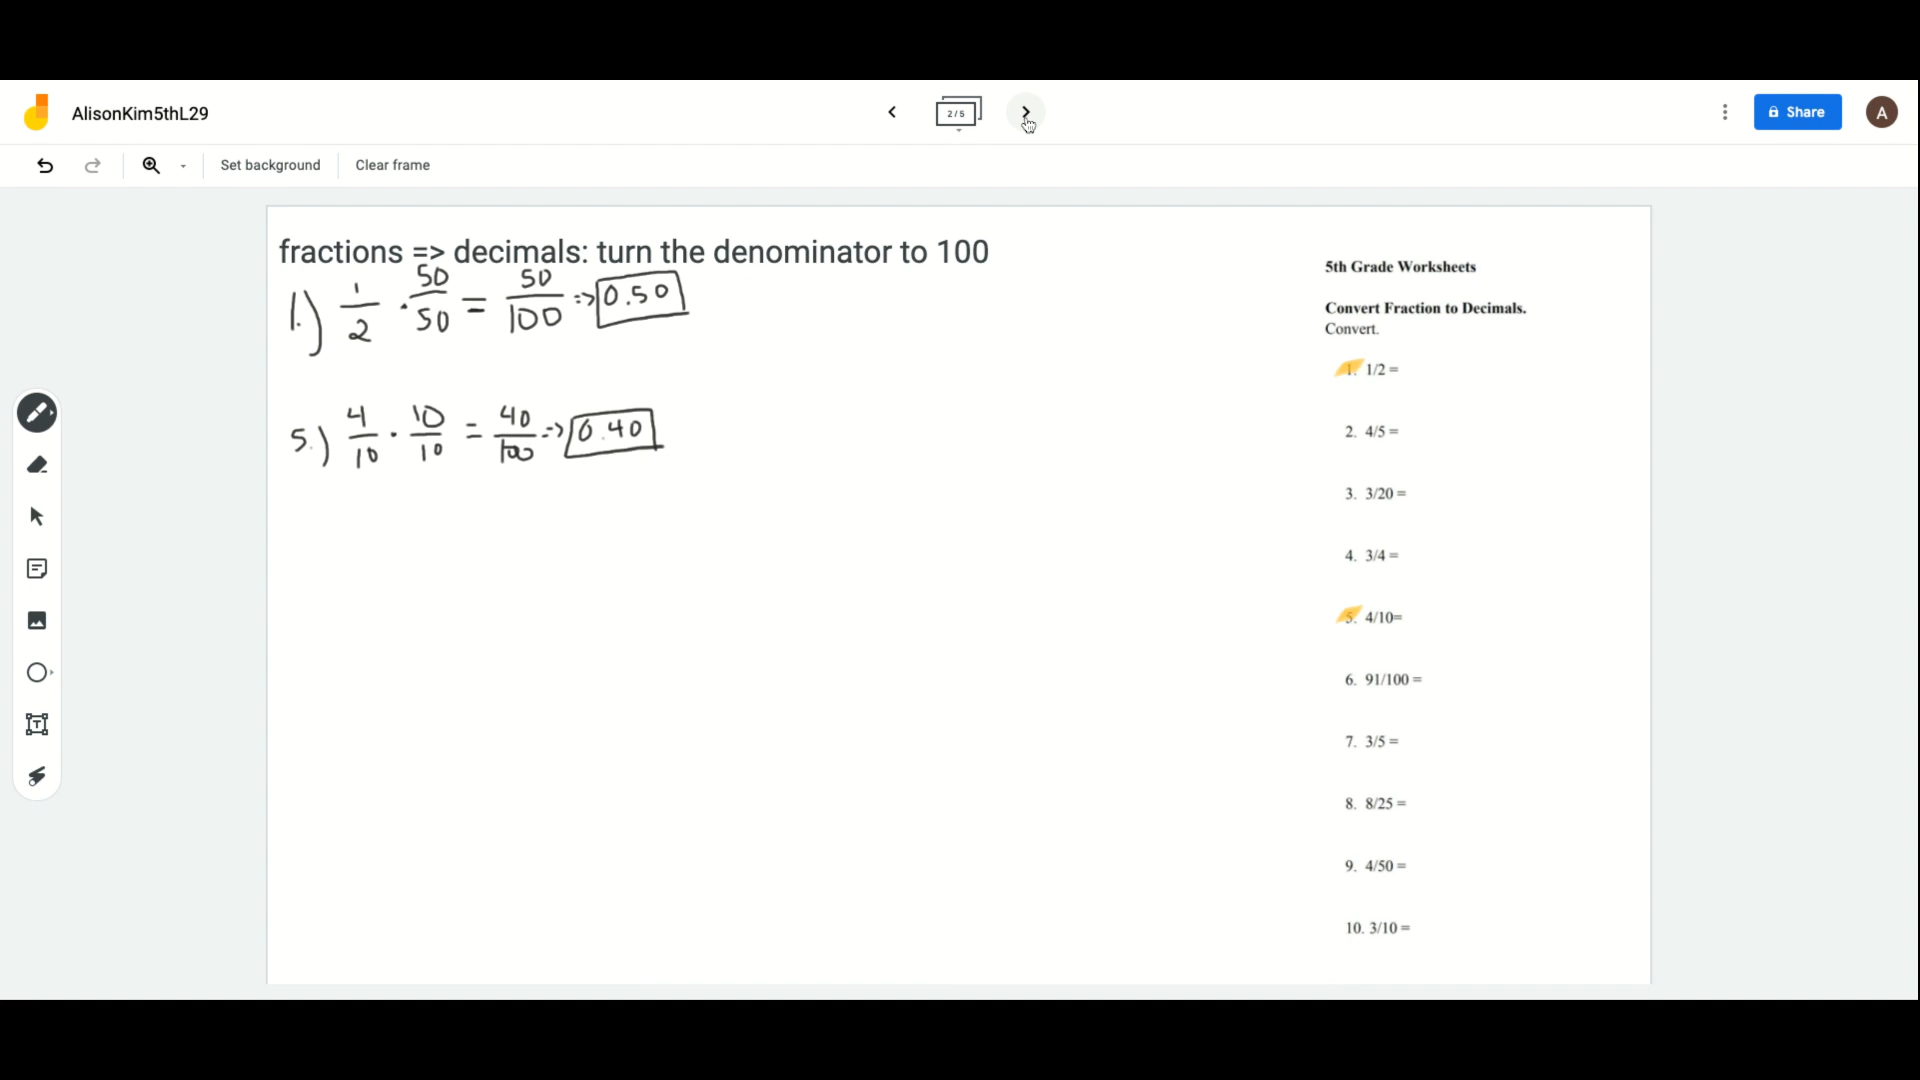 AlisonKim5thL29
2 / 5
Share
A
Set background
Clear frame
fractions => decimals: turn the denominator to 100
1.) 1/2 · 50/50 = 50/100 => 0.50
5.) 4/10 · 10/10 = 40/100 => 0.40
5th Grade Worksheets
Convert Fraction to Decimals.
Convert.
1. 1/2 =
2. 4/5 =
3. 3/20 =
4. 3/4 =
5. 4/10=
6. 91/100 =
7. 3/5 =
8. 8/25 =
9. 4/50 =
10. 3/10 =